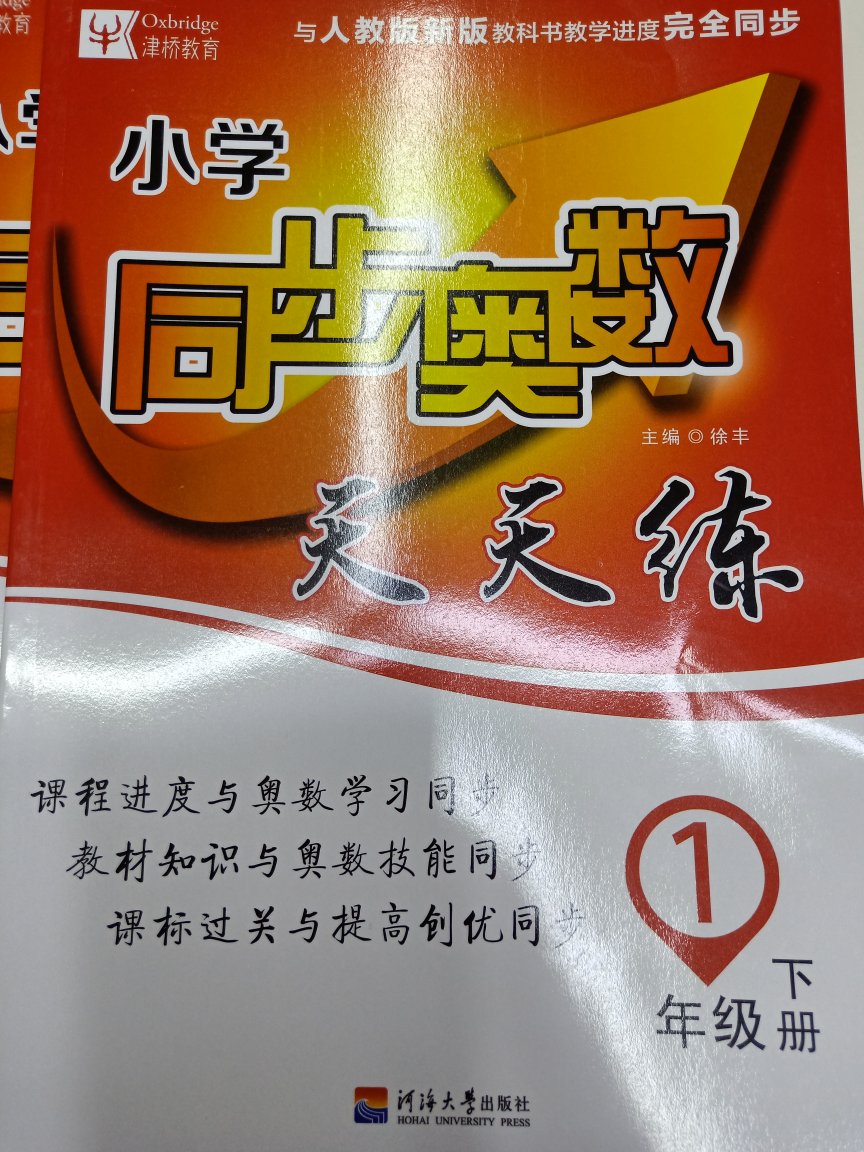 Oxbridge
津桥教育
与人教版新版教科书教学进度完全同步
小学
同步奥数
主编◎徐丰
天天练
课程进度与奥数学习同步
教材知识与奥数技能同步
课标过关与提高创优同步
1
年级下册
河海大学出版社
HOHAI UNIVERSITY PRESS